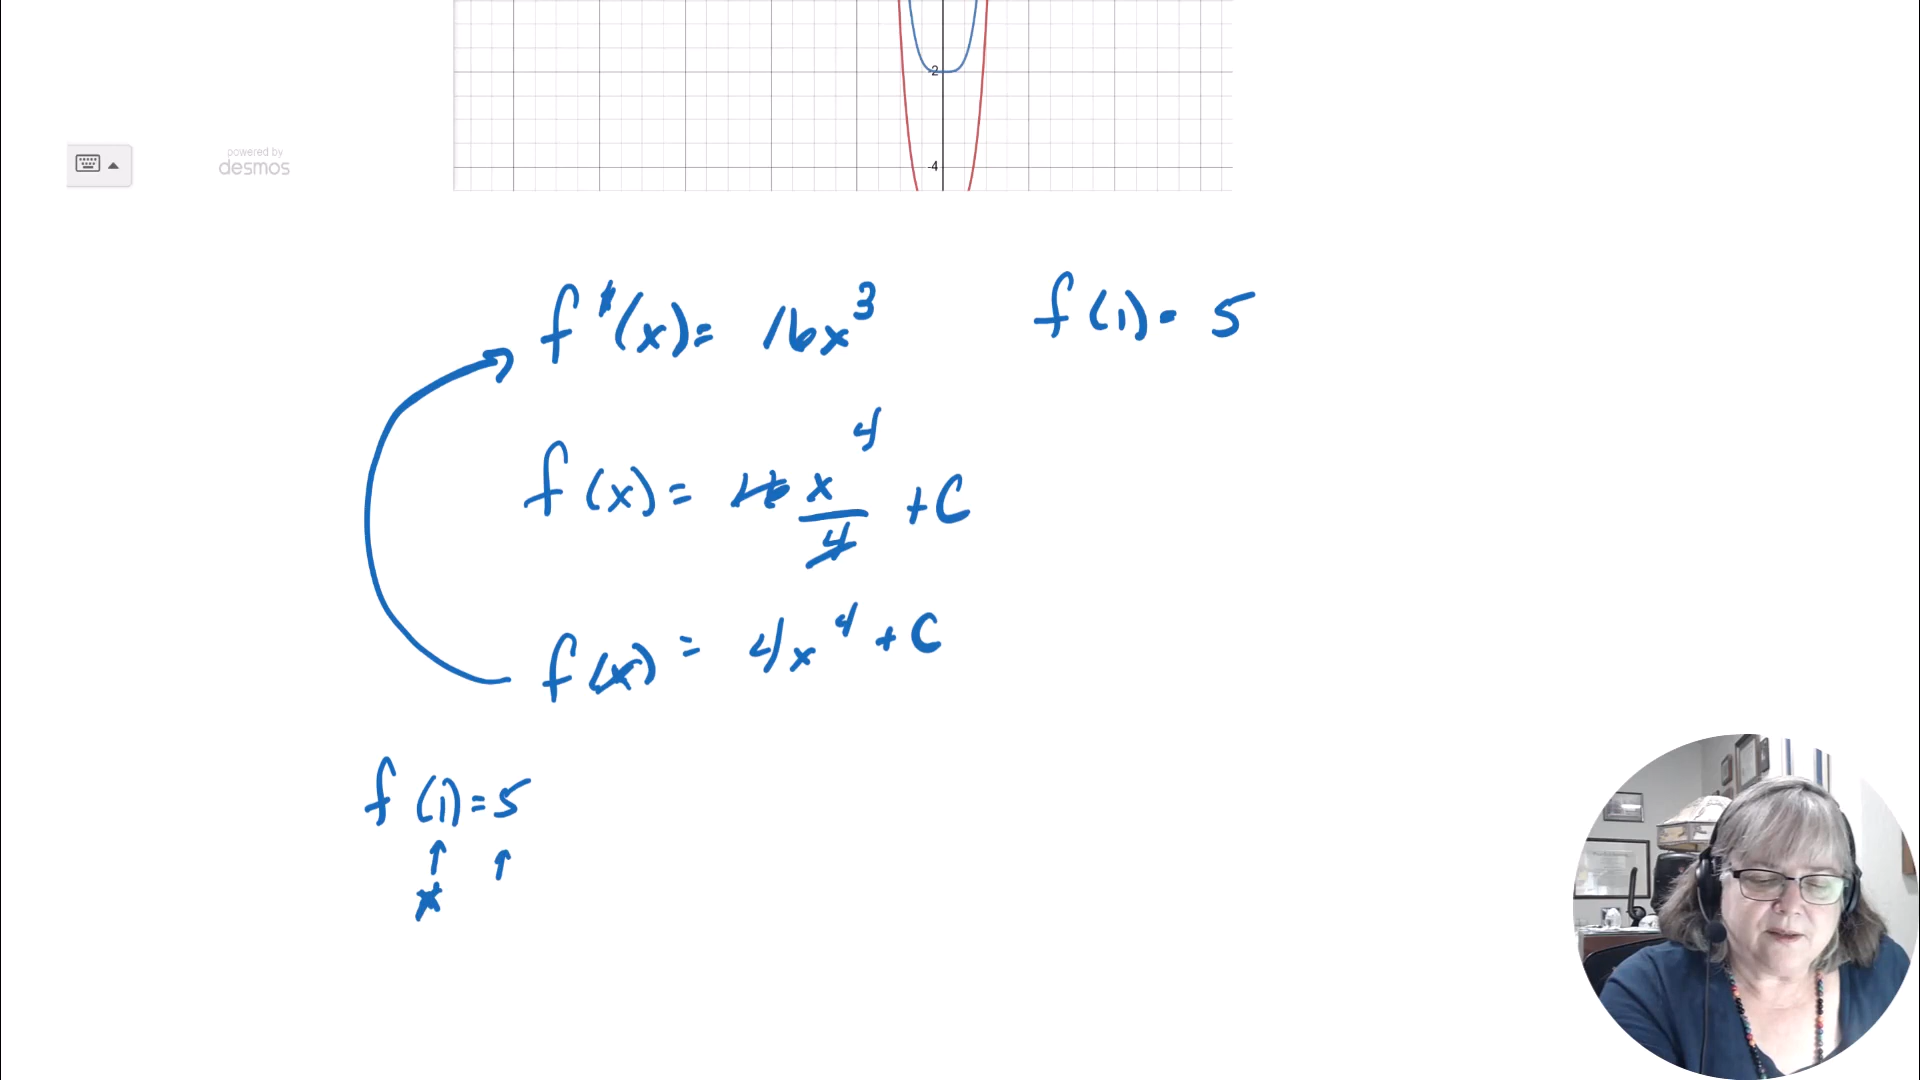 -2
-4
powered by
desmos
f'(x) = 16x³ f(1) = 5
f(x) = 16 x⁴/4 + C
f(x) = 4x⁴ + C
f(1) = 5
↑ ↑
x